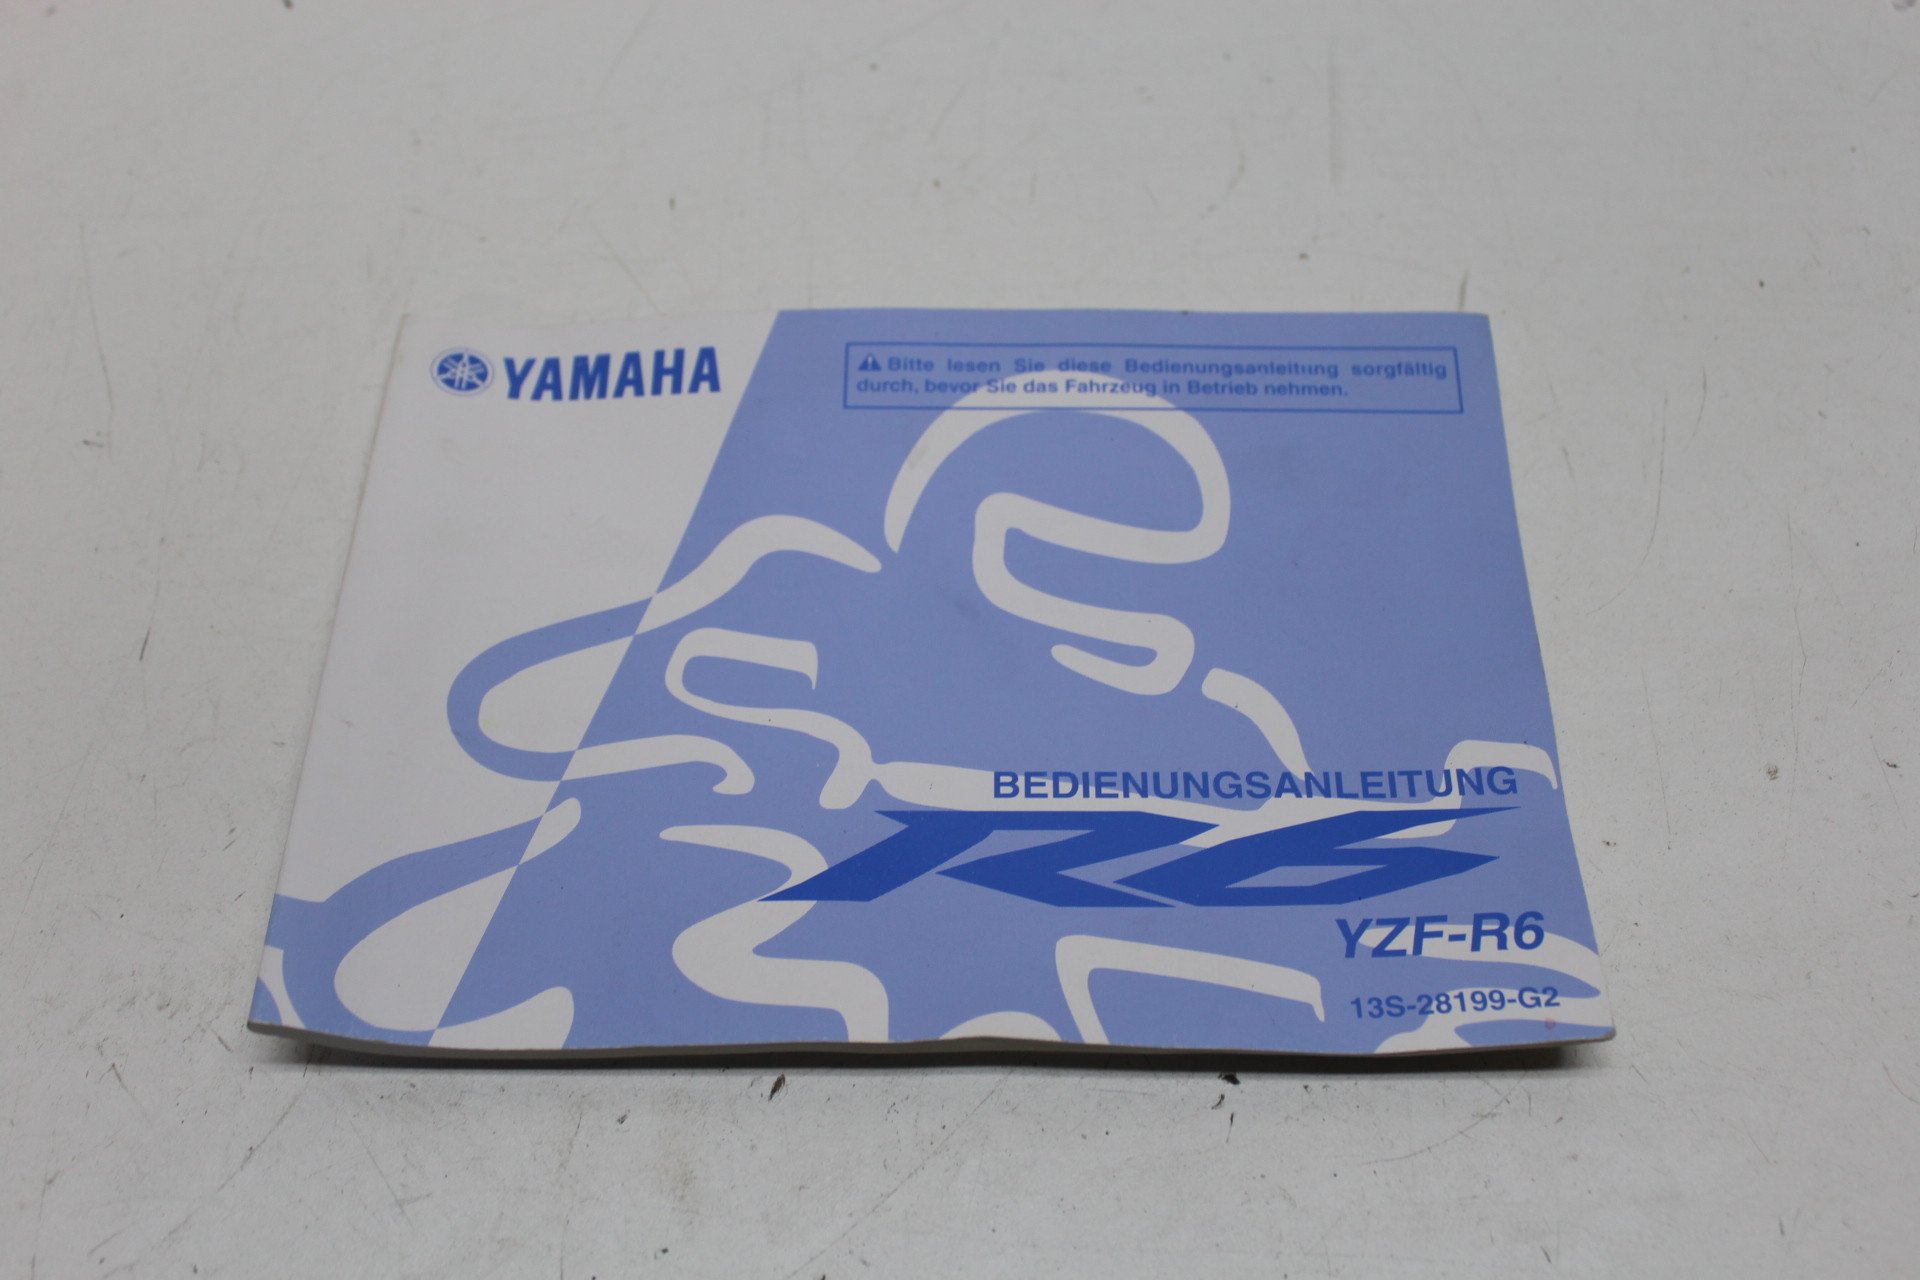 YAMAHA
Bitte lesen Sie diese Bedienungsanleitung sorgfältig
durch, bevor Sie das Fahrzeug in Betrieb nehmen.
BEDIENUNGSANLEITUNG
R6
YZF-R6
13S-28199-G2